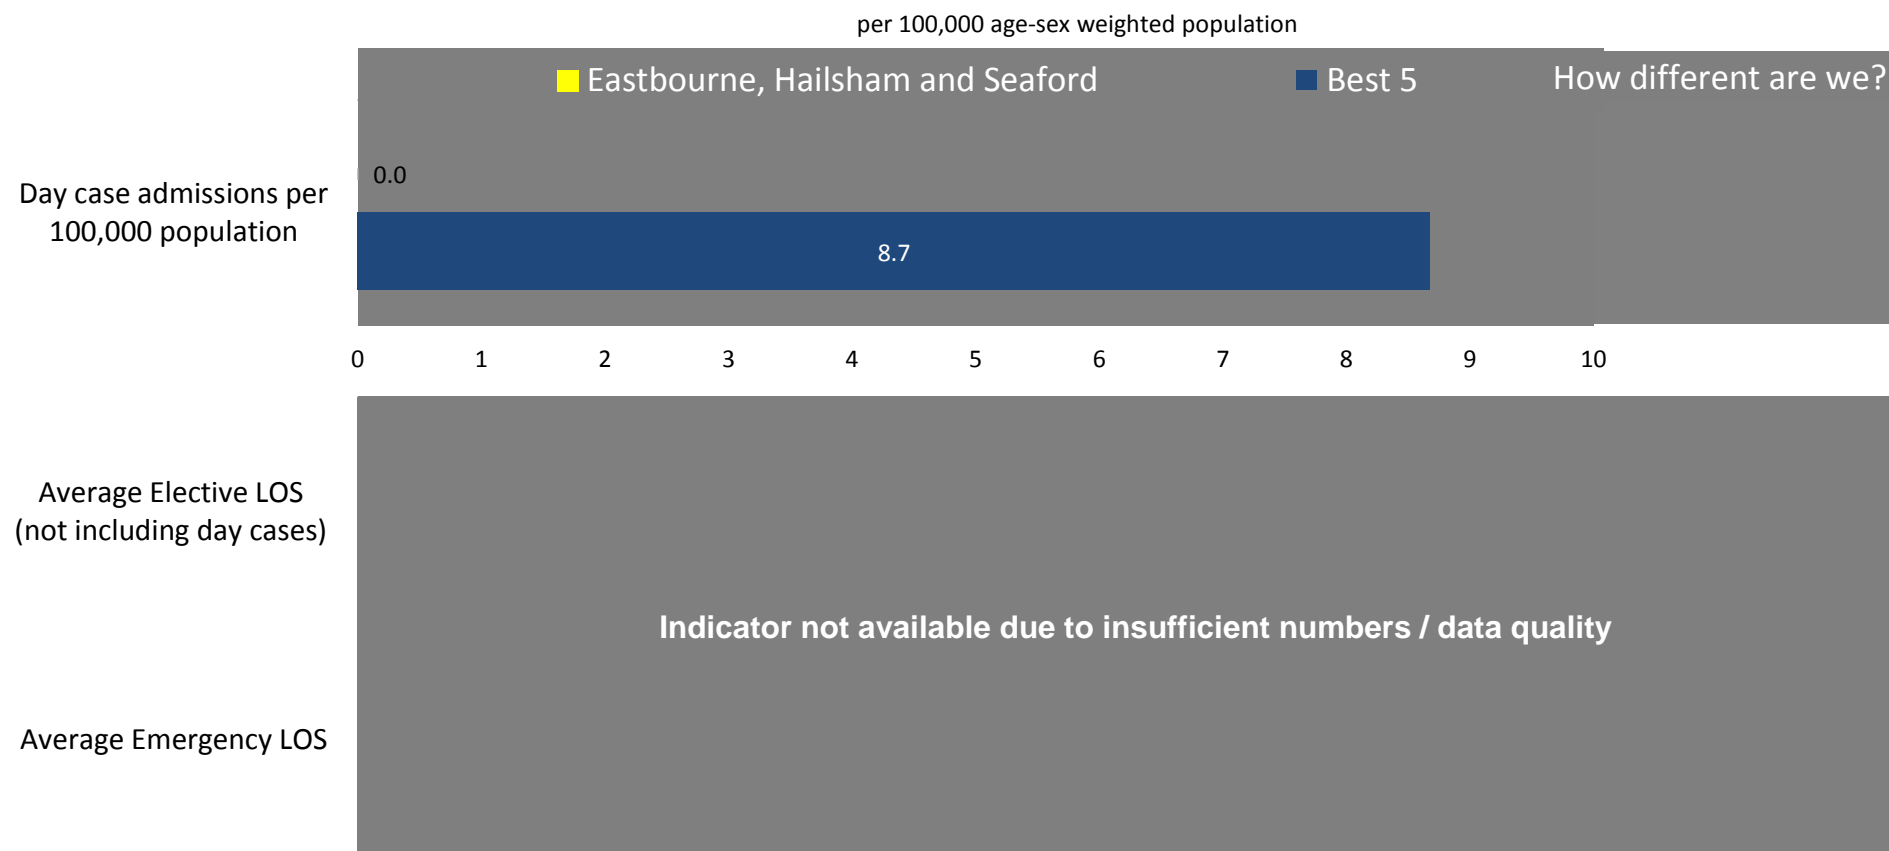 per 100,000 age-sex weighted population
Eastbourne, Hailsham and Seaford
Best 5
How different are we?
Day case admissions per
100,000 population
0.0
8.7
0 1 2 3 4 5 6 7 8 9 10
Average Elective LOS
(not including day cases)
Indicator not available due to insufficient numbers / data quality
Average Emergency LOS